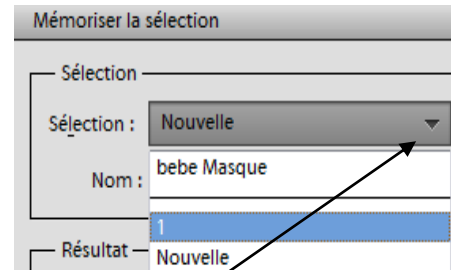 Mémoriser la sélection
Sélection
Sélection : Nouvelle
Nom :
bebe Masque
1
Nouvelle
Résultat